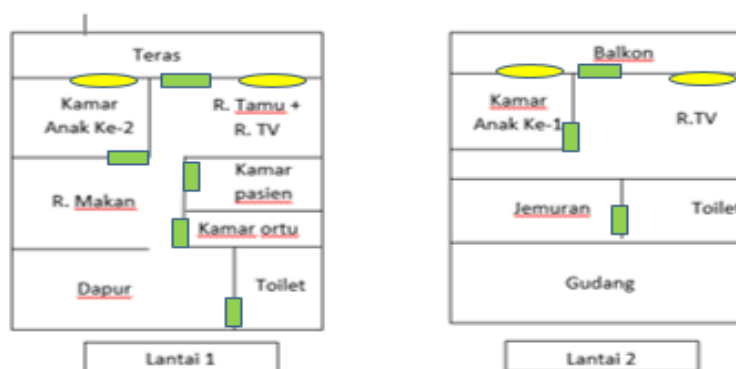 Teras
Kamar
Anak Ke-2
R. Tamu +
R. TV
R. Makan
Kamar
pasien
Kamar ortu
Dapur
Toilet
Lantai 1
Balkon
Kamar
Anak Ke-1
R.TV
Jemuran
Toilet
Gudang
Lantai 2